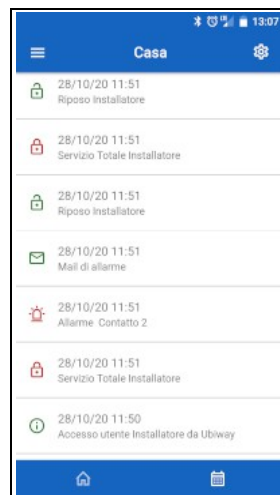 13:07
Casa
28/10/20 11:51
Riposo Installatore
28/10/20 11:51
Servizio Totale Installatore
28/10/20 11:51
Riposo Installatore
28/10/20 11:51
Mail di allarme
28/10/20 11:51
Allarme Contatto 2
28/10/20 11:51
Servizio Totale Installatore
28/10/20 11:50
Accesso utente Installatore da Ubiway